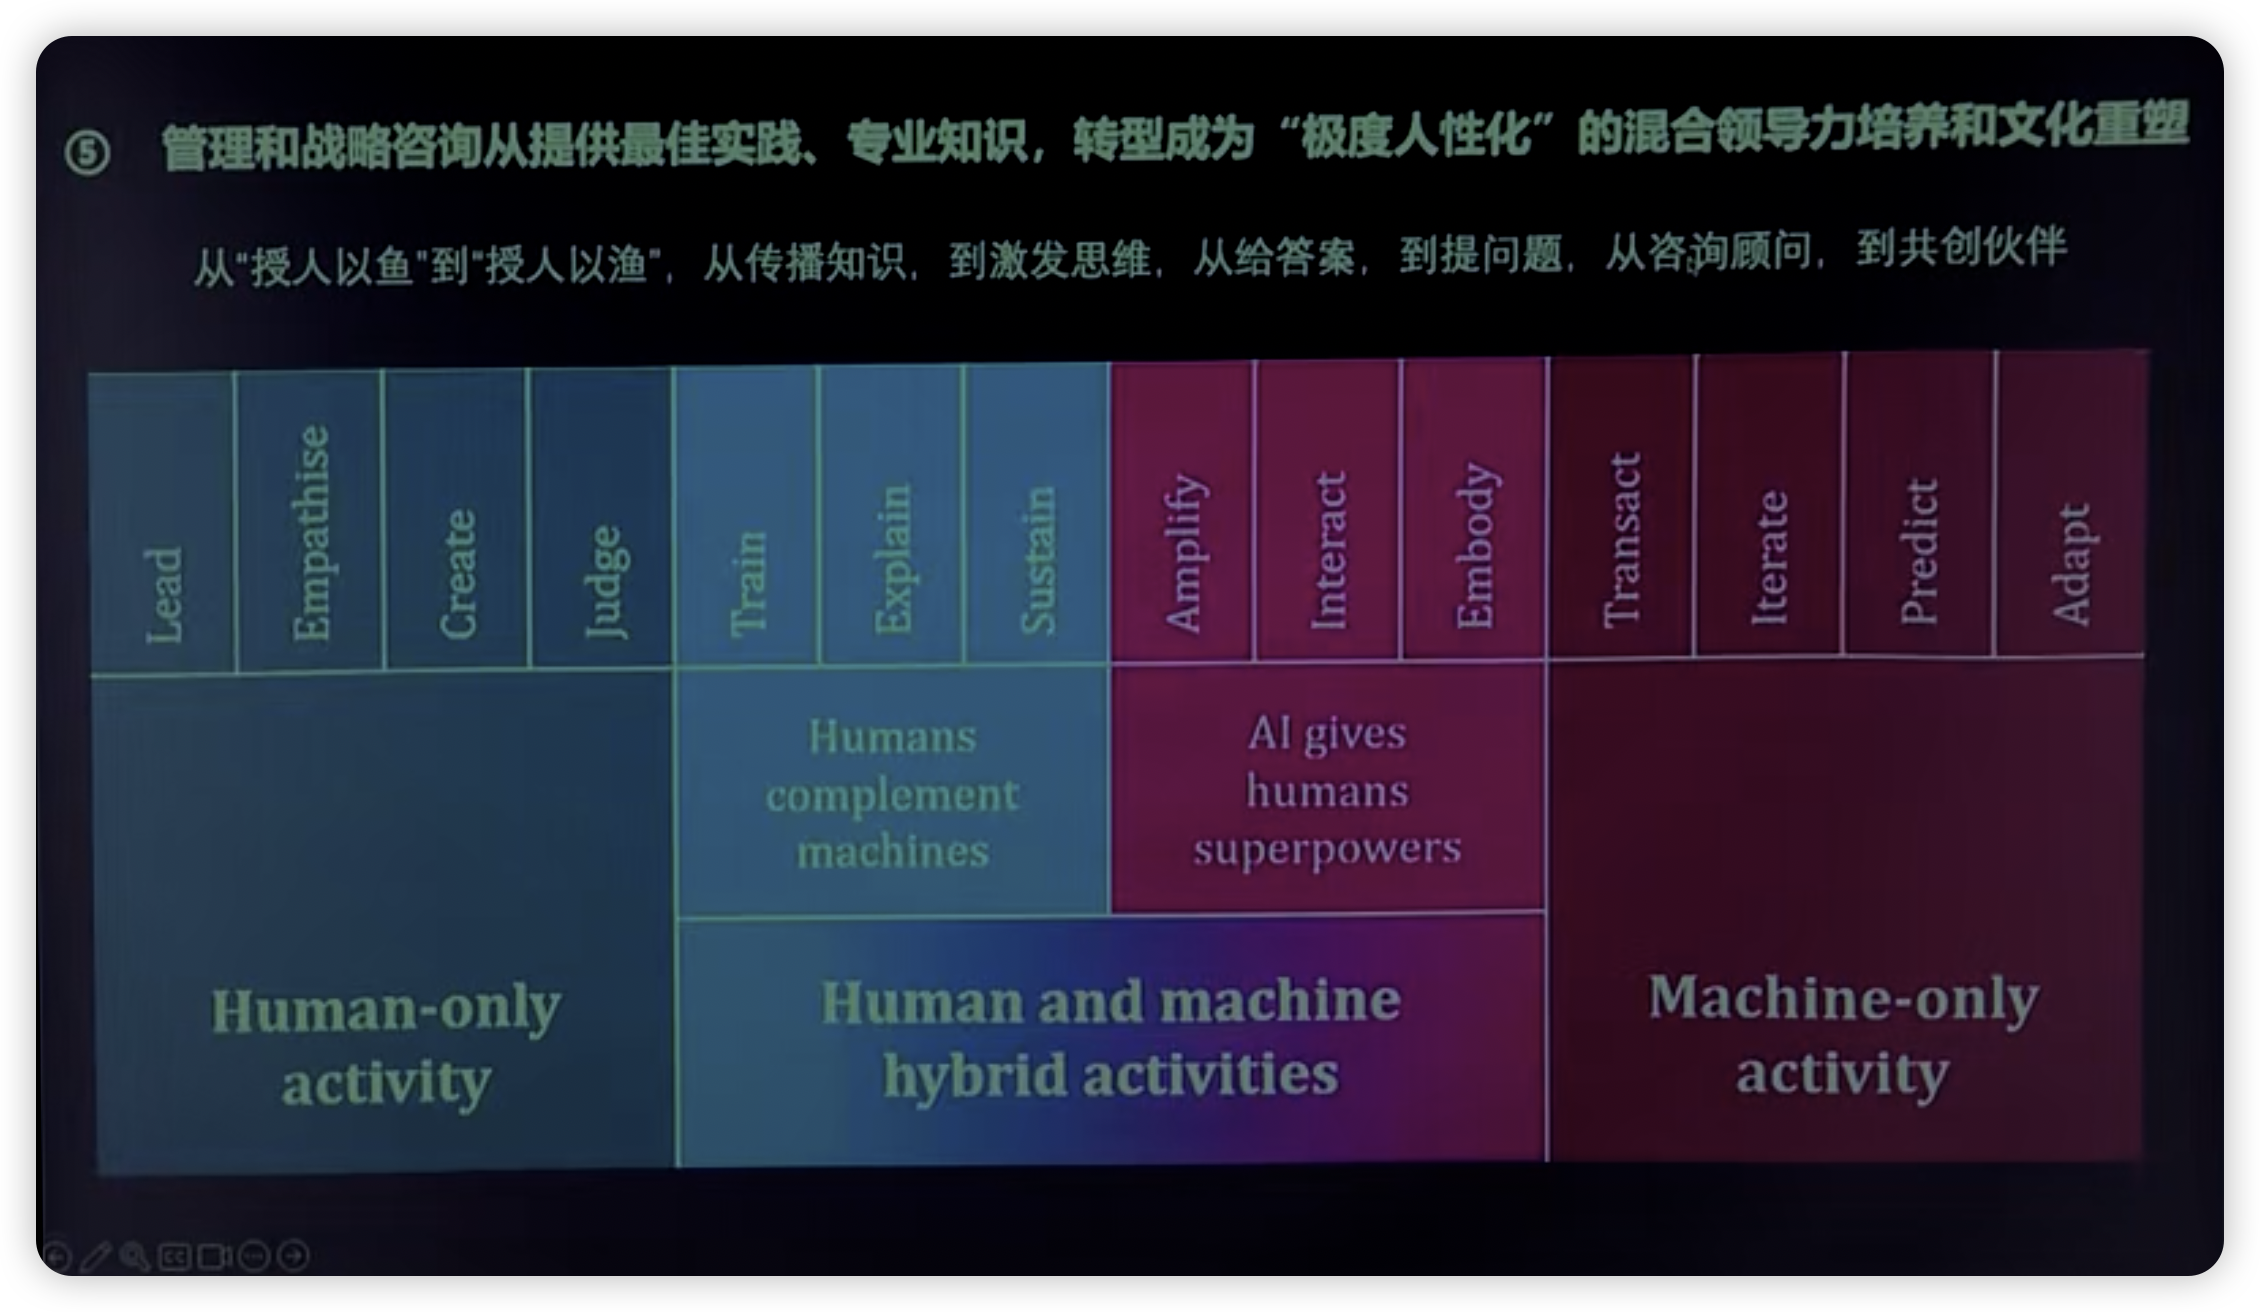 ⑤ 管理和战略咨询从提供最佳实践、专业知识，转型成为“极度人性化”的混合领导力培养和文化重塑
从“授人以鱼”到“授人以渔”，从传播知识，到激发思维，从给答案，到提问题，从咨询顾问，到共创伙伴
Lead
Empathise
Create
Judge
Train
Explain
Sustain
Amplify
Interact
Embody
Transact
Iterate
Predict
Adapt
Humans
complement
machines
AI gives
humans
superpowers
Human-only
activity
Human and machine
hybrid activities
Machine-only
activity
CC